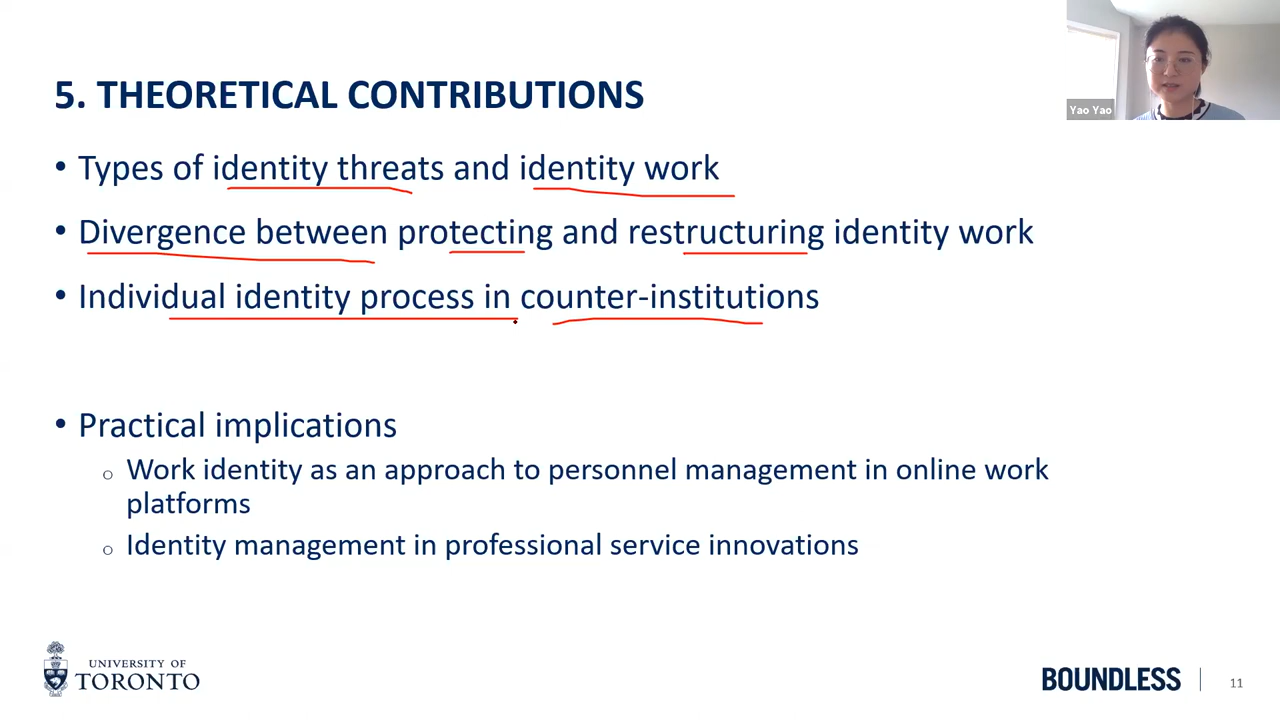 Yao Yao
5. THEORETICAL CONTRIBUTIONS
• Types of identity threats and identity work
• Divergence between protecting and restructuring identity work
• Individual identity process in counter-institutions
• Practical implications
o Work identity as an approach to personnel management in online work
platforms
o Identity management in professional service innovations
UNIVERSITY OF
TORONTO
BOUNDLESS
11